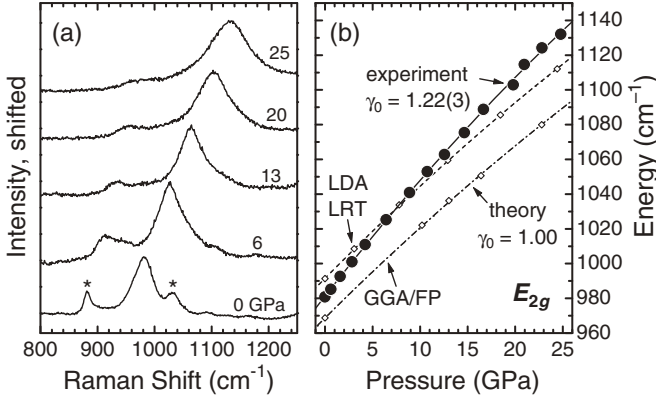 (a)
25
20
13
6
0 GPa
*
*
Intensity, shifted
800 900 1000 1100 1200
Raman Shift (cm⁻¹)
(b)
experiment
γ₀ = 1.22(3)
LDA
LRT
theory
γ₀ = 1.00
GGA/FP
E₂g
1140
1120
1100
1080
1060
1040
1020
1000
980
960
Energy (cm⁻¹)
0 5 10 15 20 25
Pressure (GPa)